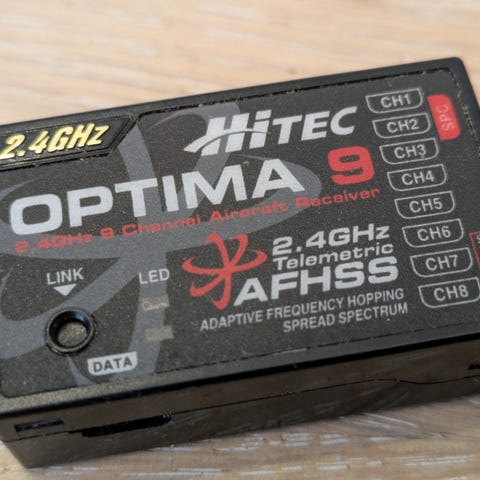 2.4GHz
HiTEC
OPTIMA 9
2.4GHz 9 Channel Aircraft Receiver
LINK
LED
2.4GHz
Telemetric
AFHSS
ADAPTIVE FREQUENCY HOPPING
SPREAD SPECTRUM
DATA
CH1
CH2
CH3
CH4
CH5
CH6
CH7
CH8
SPC